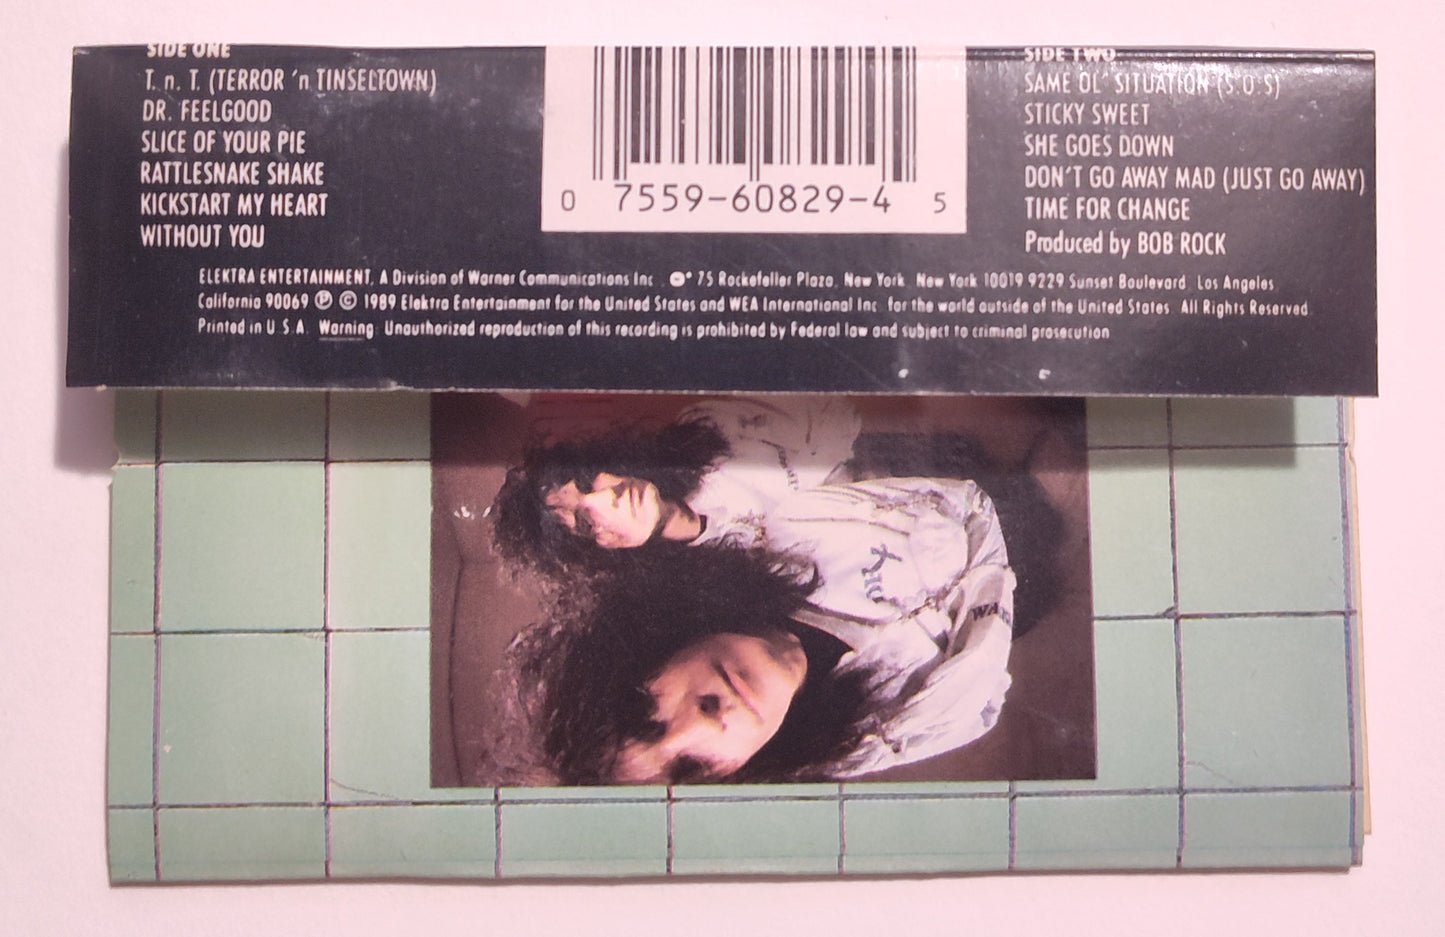 SIDE ONE
T. n. T. (TERROR 'n TINSELTOWN)
DR. FEELGOOD
SLICE OF YOUR PIE
RATTLESNAKE SHAKE
KICKSTART MY HEART
WITHOUT YOU
0 7559-60829-4 5
SIDE TWO
SAME OL' SITUATION (S.O.S)
STICKY SWEET
SHE GOES DOWN
DON'T GO AWAY MAD (JUST GO AWAY)
TIME FOR CHANGE
Produced by BOB ROCK
ELEKTRA ENTERTAINMENT, A Division of Warner Communications Inc. 75 Rockefeller Plaza, New York, New York 10019 9229 Sunset Boulevard, Los Angeles,
California 90069 ℗ © 1989 Elektra Entertainment for the United States and WEA International Inc. for the world outside of the United States. All Rights Reserved.
Printed in U.S.A. Warning: Unauthorized reproduction of this recording is prohibited by Federal law and subject to criminal prosecution